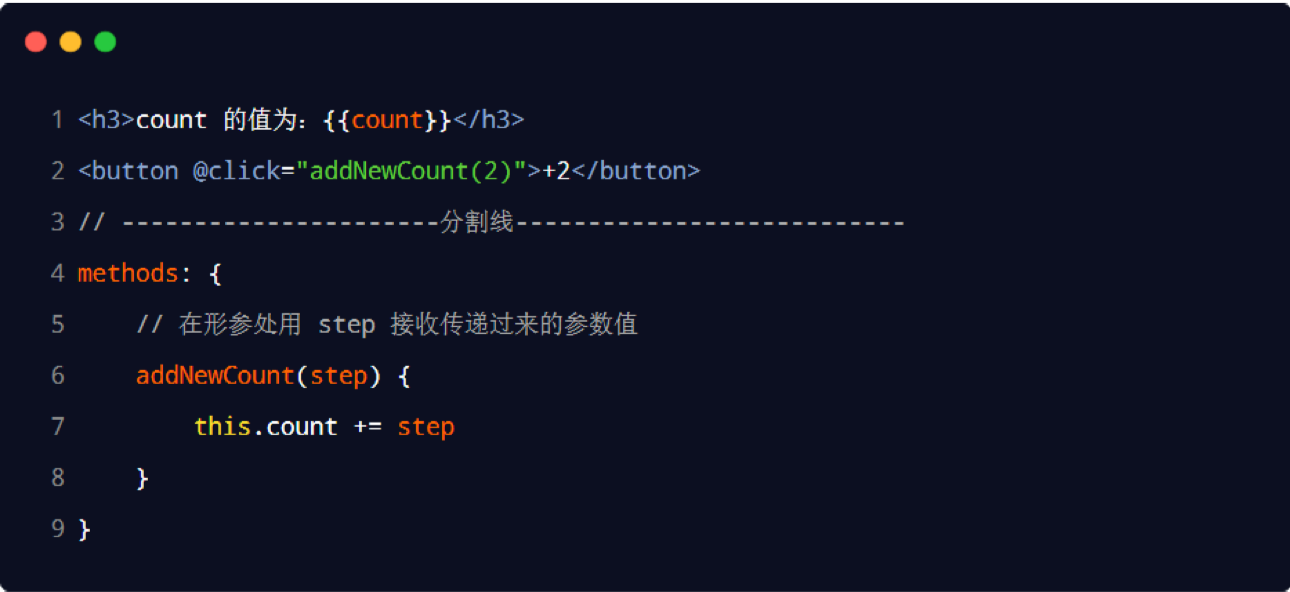 1 <h3>count 的值为：{{count}}</h3>
2 <button @click="addNewCount(2)">+2</button>
3 // ----------------------分割线---------------------------
4 methods: {
5     // 在形参处用 step 接收传递过来的参数值
6     addNewCount(step) {
7         this.count += step
8     }
9 }